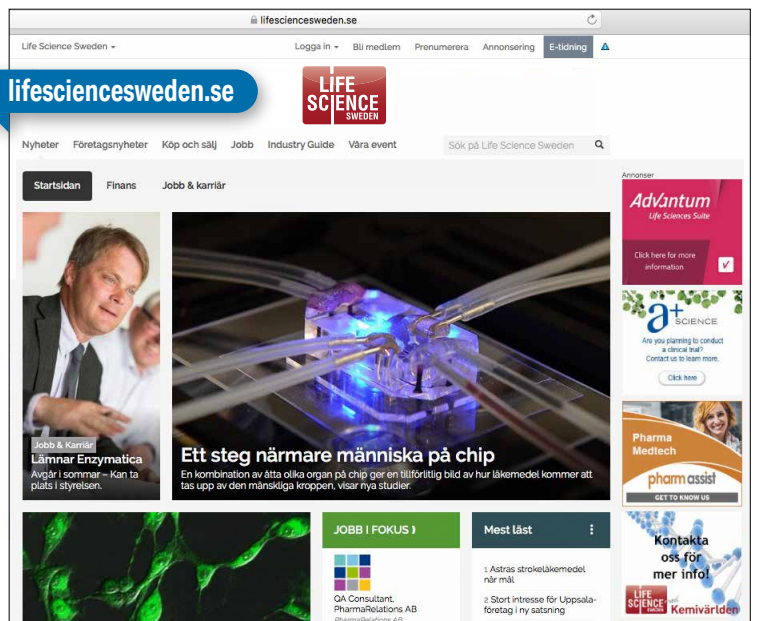 lifesciencesweden.se
Life Science Sweden
Logga in
Bli medlem
Prenumerera
Annonsering
E-tidning
lifesciencesweden.se
LIFE
SCIENCE
SWEDEN
Nyheter
Företagsnyheter
Köp och sälj
Jobb
Industry Guide
Våra event
Sök på Life Science Sweden
Startsidan
Finans
Jobb & karriär
Jobb & Karriär
Lämnar Enzymatica
Avgår i sommar – Kan ta
plats i styrelsen.
Ett steg närmare människa på chip
En kombination av åtta olika organ på chip ger en tillförlitlig bild av hur läkemedel kommer att
tas upp av den mänskliga kroppen, visar nya studier.
Annonser
Advantum
Life Sciences Suite
Click here for more
information
a+
SCIENCE
Are you planning to conduct
a clinical trial?
Contact us to learn more.
Click here
Pharma
Medtech
pharm assist
GET TO KNOW US
Kontakta
oss för
mer info!
LIFE
SCIENCE
SWEDEN
med
Kemivärlden
JOBB I FOKUS
QA Consultant,
PharmaRelations AB
PharmaRelations AB
Mest läst
1 Astras strokeläkemedel
når mål
2 Stort intresse för Uppsala-
företag i ny satsning